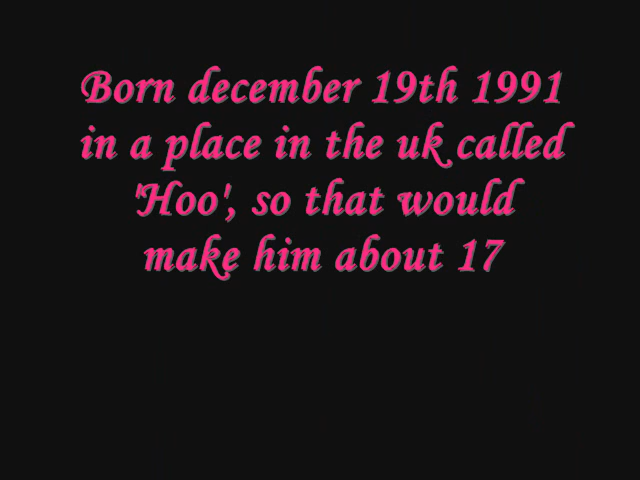 Born december 19th 1991
in a place in the uk called
'Hoo', so that would
make him about 17